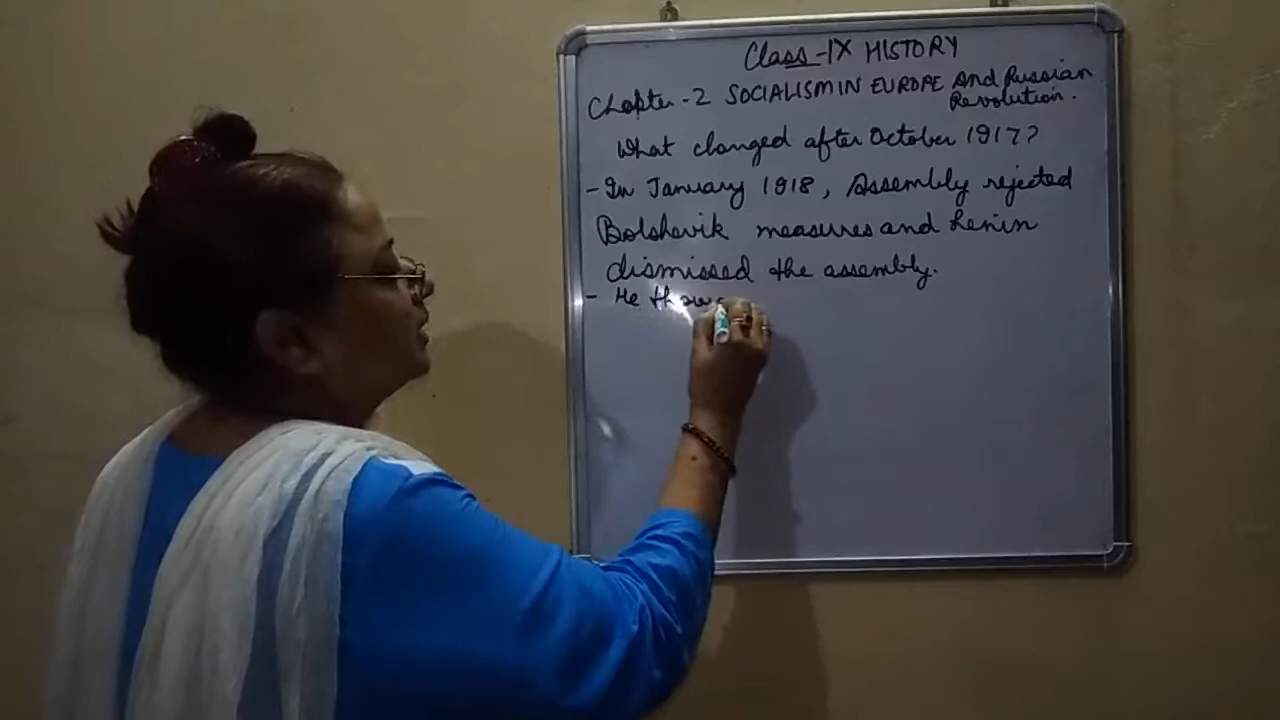 Class-IX HISTORY
Chapter-2 SOCIALISM IN EUROPE And Russian
Revolution.
What changed after October 1917?
- In January 1918, Assembly rejected
Bolshevik measures and Lenin
dismissed the assembly.
- He